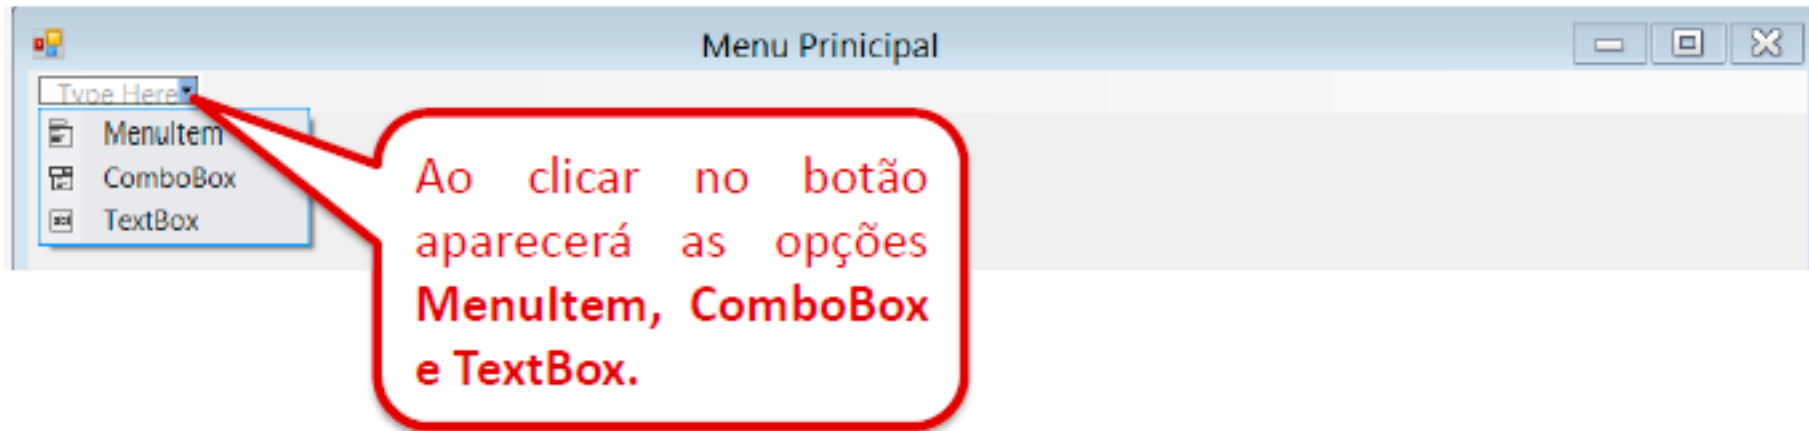 Menu Prinicipal
Type Here
MenuItem
ComboBox
TextBox
Ao clicar no botão
aparecerá as opções
MenuItem, ComboBox
e TextBox.